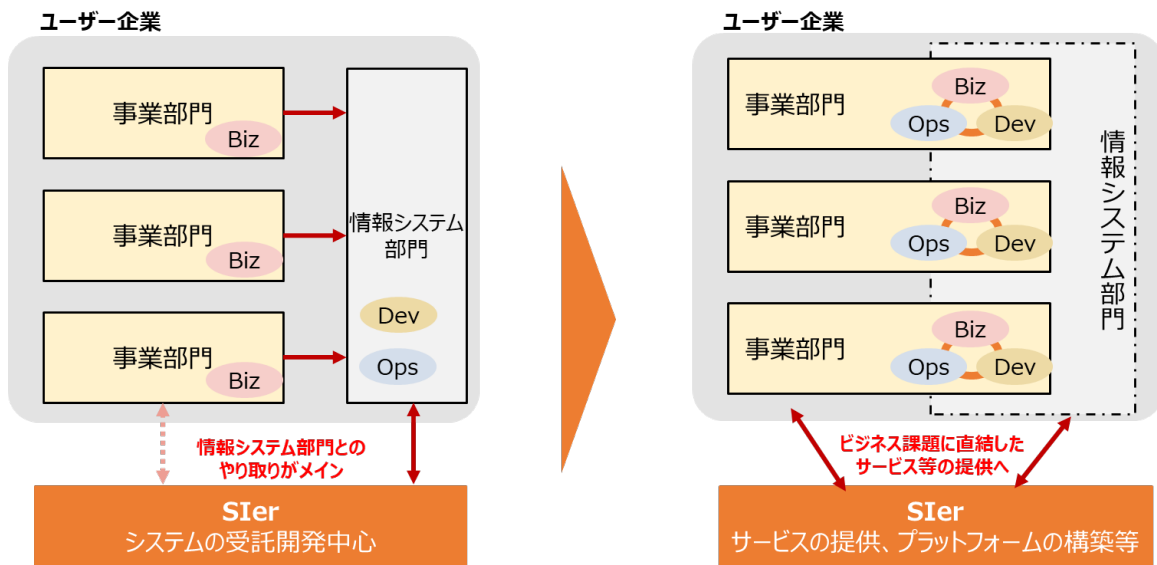 ユーザー企業
事業部門
Biz
事業部門
Biz
事業部門
Biz
情報システム
部門
Dev
Ops
情報システム部門との
やり取りがメイン
SIer
システムの受託開発中心
ユーザー企業
事業部門
Biz
Ops
Dev
事業部門
Biz
Ops
Dev
事業部門
Biz
Ops
Dev
情報システム部門
ビジネス課題に直結した
サービス等の提供へ
SIer
サービスの提供、プラットフォームの構築等